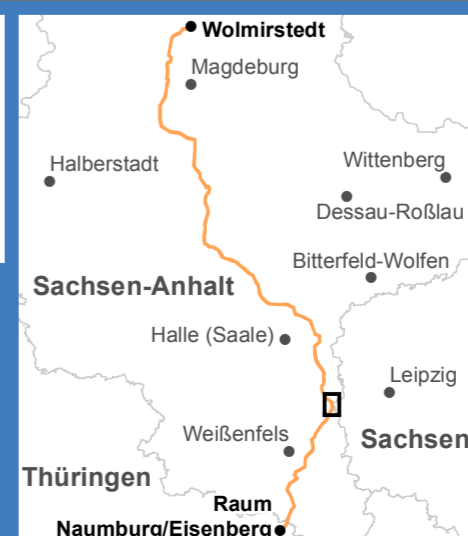 Wolmirstedt
Magdeburg
Halberstadt
Wittenberg
Dessau-Roßlau
Bitterfeld-Wolfen
Sachsen-Anhalt
Halle (Saale)
Leipzig
Weißenfels
Sachsen
Thüringen
Raum
Naumburg/Eisenberg